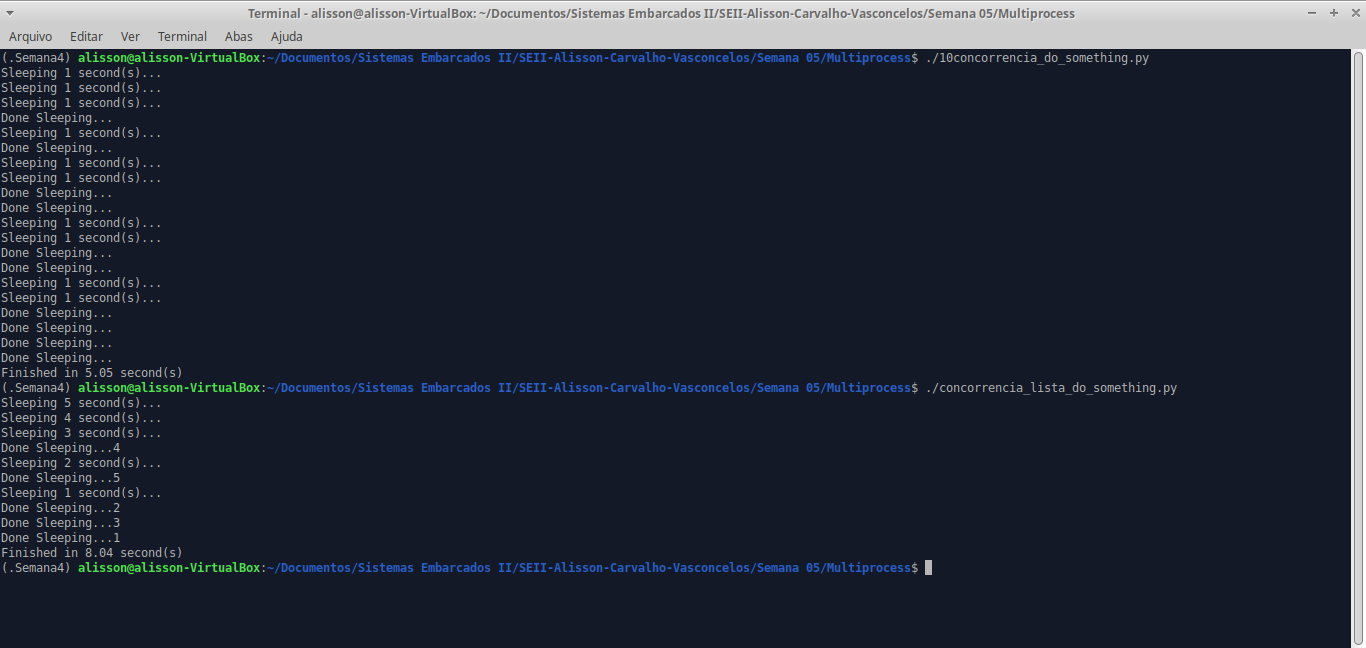 Terminal - alisson@alisson-VirtualBox: ~/Documentos/Sistemas Embarcados II/SEII-Alisson-Carvalho-Vasconcelos/Semana 05/Multiprocess
Arquivo Editar Ver Terminal Abas Ajuda
(.Semana4) alisson@alisson-VirtualBox:~/Documentos/Sistemas Embarcados II/SEII-Alisson-Carvalho-Vasconcelos/Semana 05/Multiprocess$ ./10concorrencia_do_something.py
Sleeping 1 second(s)...
Sleeping 1 second(s)...
Sleeping 1 second(s)...
Done Sleeping...
Sleeping 1 second(s)...
Done Sleeping...
Sleeping 1 second(s)...
Sleeping 1 second(s)...
Done Sleeping...
Done Sleeping...
Sleeping 1 second(s)...
Sleeping 1 second(s)...
Done Sleeping...
Done Sleeping...
Sleeping 1 second(s)...
Sleeping 1 second(s)...
Done Sleeping...
Done Sleeping...
Done Sleeping...
Done Sleeping...
Finished in 5.05 second(s)
(.Semana4) alisson@alisson-VirtualBox:~/Documentos/Sistemas Embarcados II/SEII-Alisson-Carvalho-Vasconcelos/Semana 05/Multiprocess$ ./concorrencia_lista_do_something.py
Sleeping 5 second(s)...
Sleeping 4 second(s)...
Sleeping 3 second(s)...
Done Sleeping...4
Sleeping 2 second(s)...
Done Sleeping...5
Sleeping 1 second(s)...
Done Sleeping...2
Done Sleeping...3
Done Sleeping...1
Finished in 8.04 second(s)
(.Semana4) alisson@alisson-VirtualBox:~/Documentos/Sistemas Embarcados II/SEII-Alisson-Carvalho-Vasconcelos/Semana 05/Multiprocess$